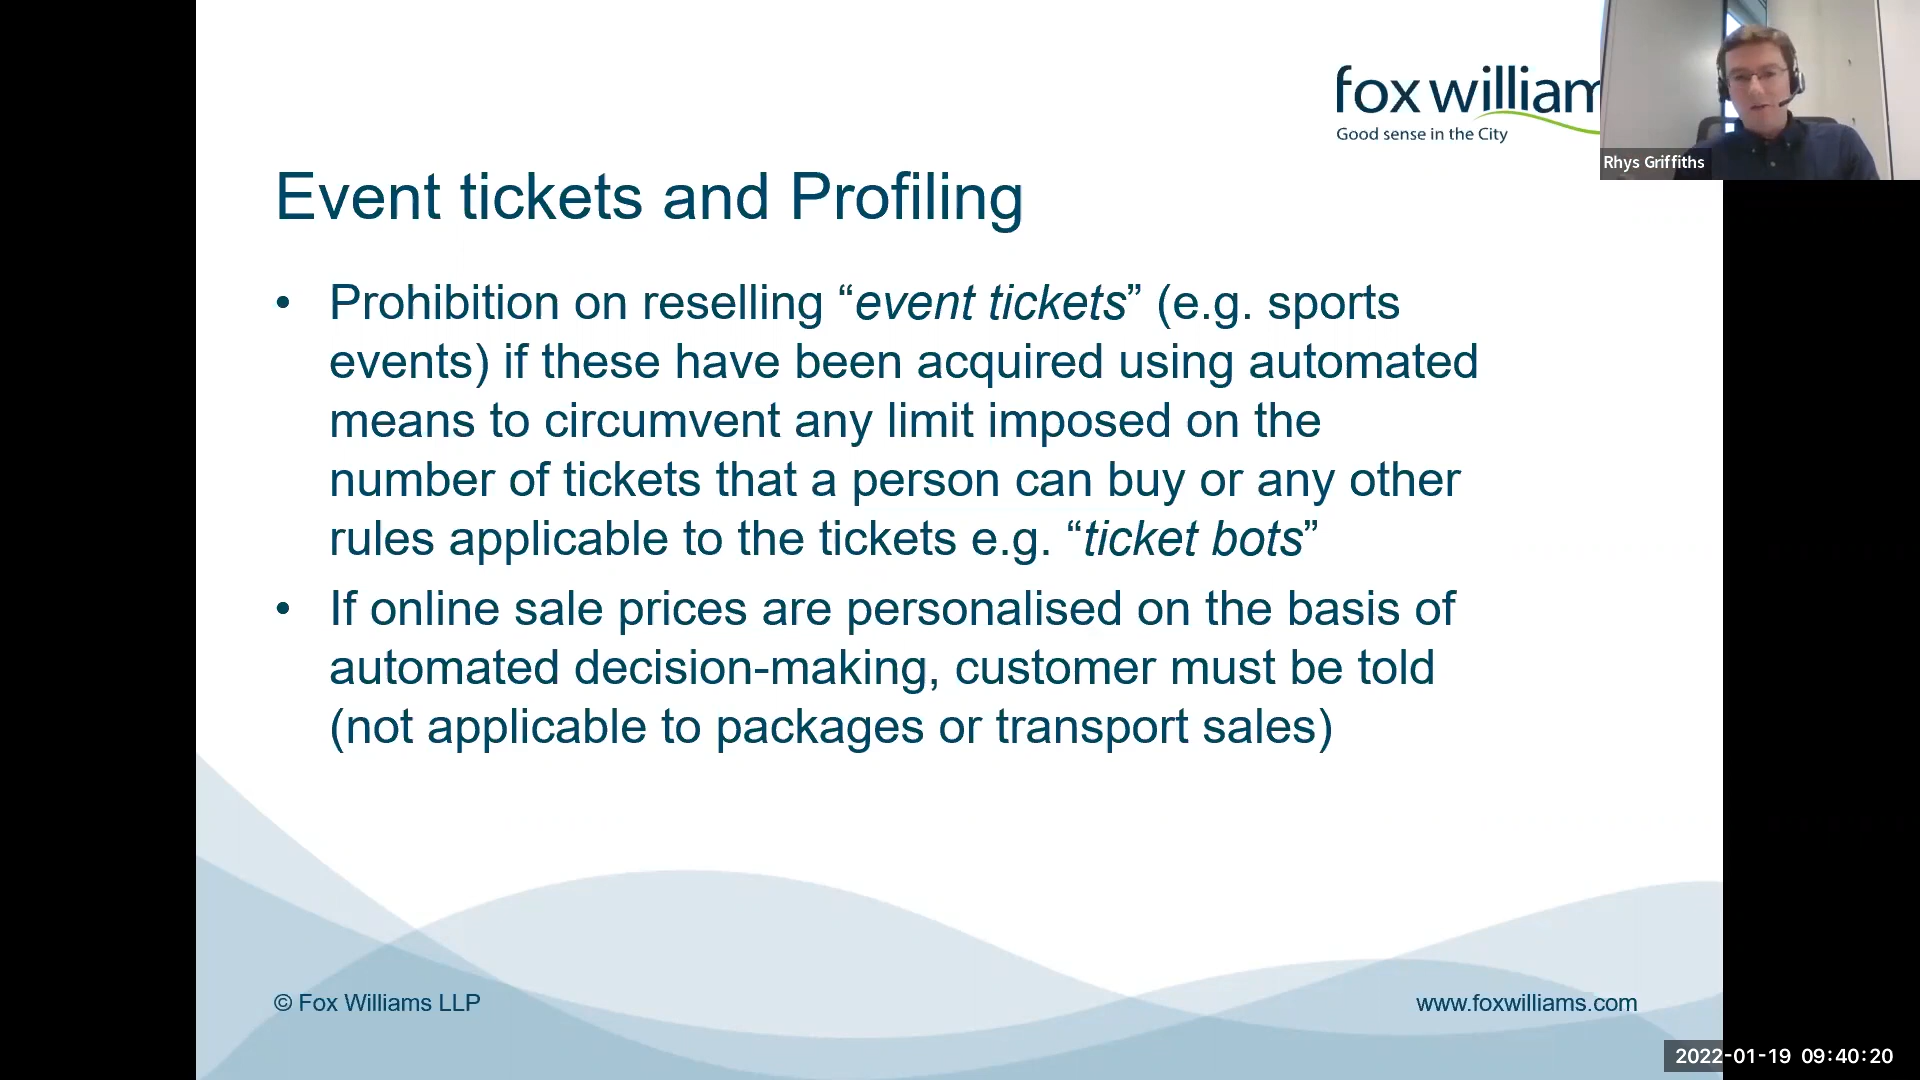 fox william
Good sense in the City
Rhys Griffiths
Event tickets and Profiling
• Prohibition on reselling “event tickets” (e.g. sports
events) if these have been acquired using automated
means to circumvent any limit imposed on the
number of tickets that a person can buy or any other
rules applicable to the tickets e.g. “ticket bots”
• If online sale prices are personalised on the basis of
automated decision-making, customer must be told
(not applicable to packages or transport sales)
© Fox Williams LLP
www.foxwilliams.com
2022-01-19 09:40:20